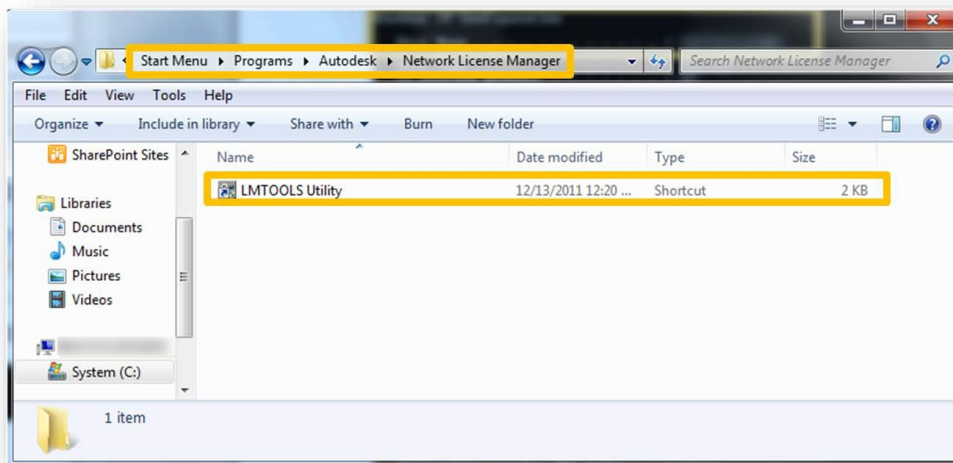 Start Menu ▸ Programs ▸ Autodesk ▸ Network License Manager Search Network License Manager
File Edit View Tools Help
Organize Include in library Share with Burn New folder
SharePoint Sites Name Date modified Type Size
LMTOOLS Utility 12/13/2011 12:20 ... Shortcut 2 KB
Libraries
Documents
Music
Pictures
Videos
System (C:)
1 item